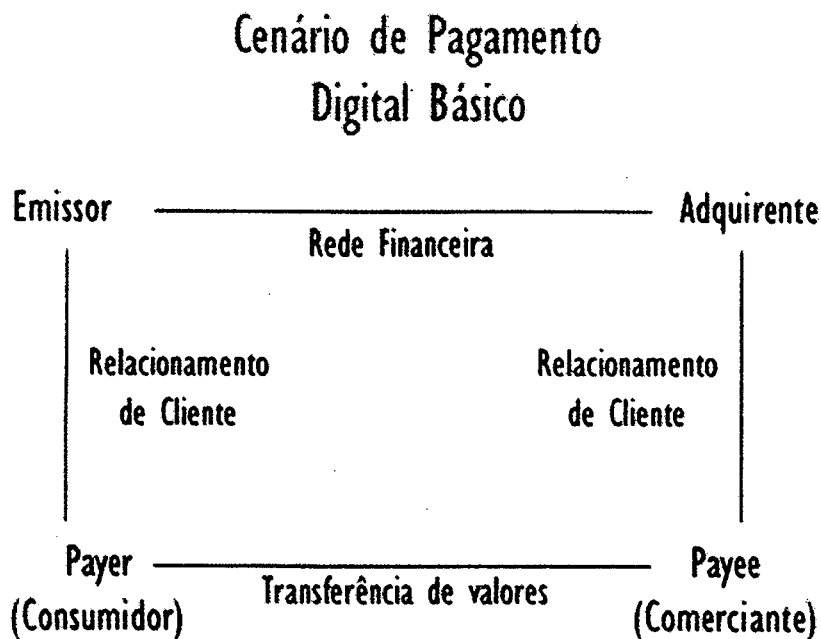 Cenário de Pagamento
Digital Básico
Emissor
Adquirente
Rede Financeira
Relacionamento
de Cliente
Relacionamento
de Cliente
Payer
(Consumidor)
Transferência de valores
Payee
(Comerciante)